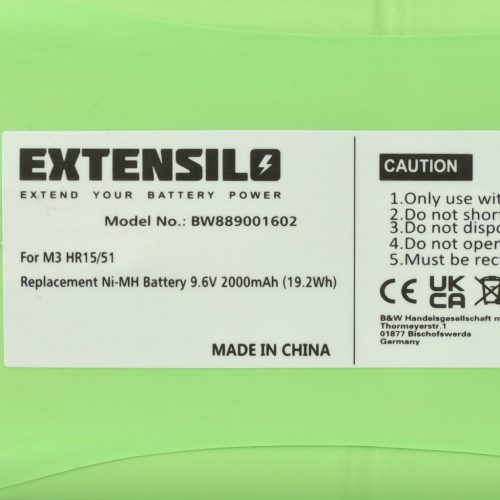 EXTENSILO
EXTEND YOUR BATTERY POWER
Model No.: BW889001602
For M3 HR15/51
Replacement Ni-MH Battery 9.6V 2000mAh (19.2Wh)
MADE IN CHINA
CAUTION
1.Only use wit
2.Do not shor
3.Do not dispo
4.Do not open
5.Must be rec
CE UK CA
B&W Handelsgesellschaft m
Thormeyerstr.1
01877 Bischofswerda
Germany